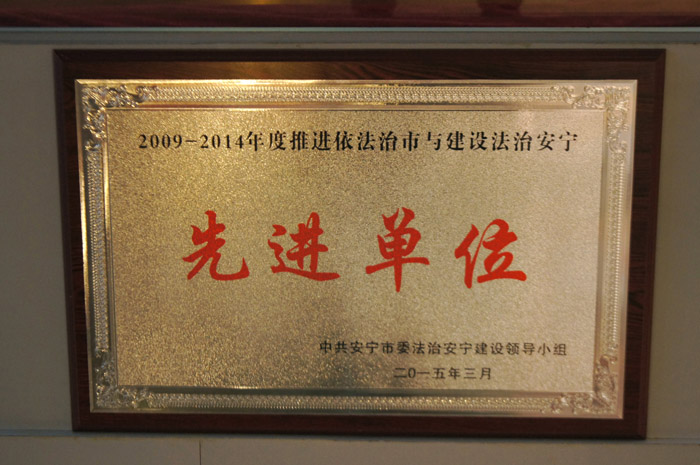 2009-2014年度推进依法治市与建设法治安宁
先进单位
中共安宁市委法治安宁建设领导小组
二〇一五年三月